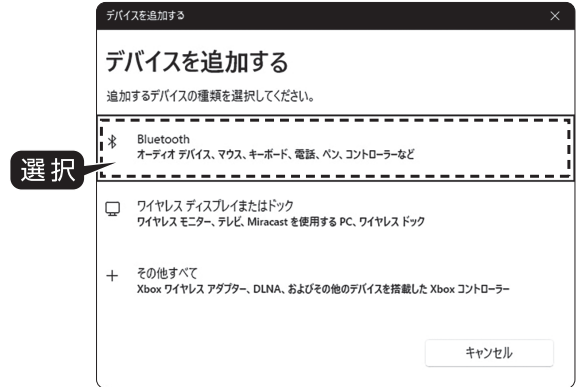 デバイスを追加する
デバイスを追加する
追加するデバイスの種類を選択してください。
Bluetooth
オーディオ デバイス、マウス、キーボード、電話、ペン、コントローラーなど
選択
ワイヤレス ディスプレイまたはドック
ワイヤレス モニター、テレビ、Miracast を使用する PC、ワイヤレス ドック
その他すべて
Xbox ワイヤレス アダプター、DLNA、およびその他のデバイスを搭載した Xbox コントローラー
キャンセル